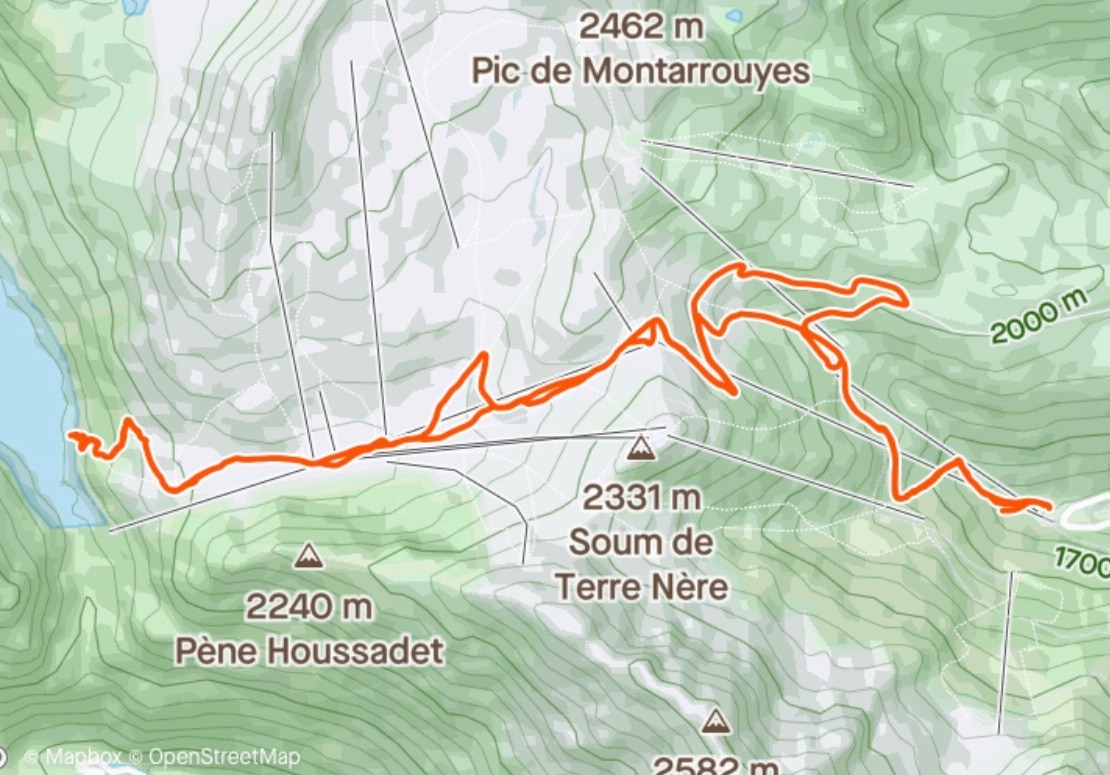 2462 m
Pic de Montarrouyes
2000 m
2331 m
Soum de
Terre Nère
1700
2240 m
Pène Houssadet
2582 m
© Mapbox © OpenStreetMap